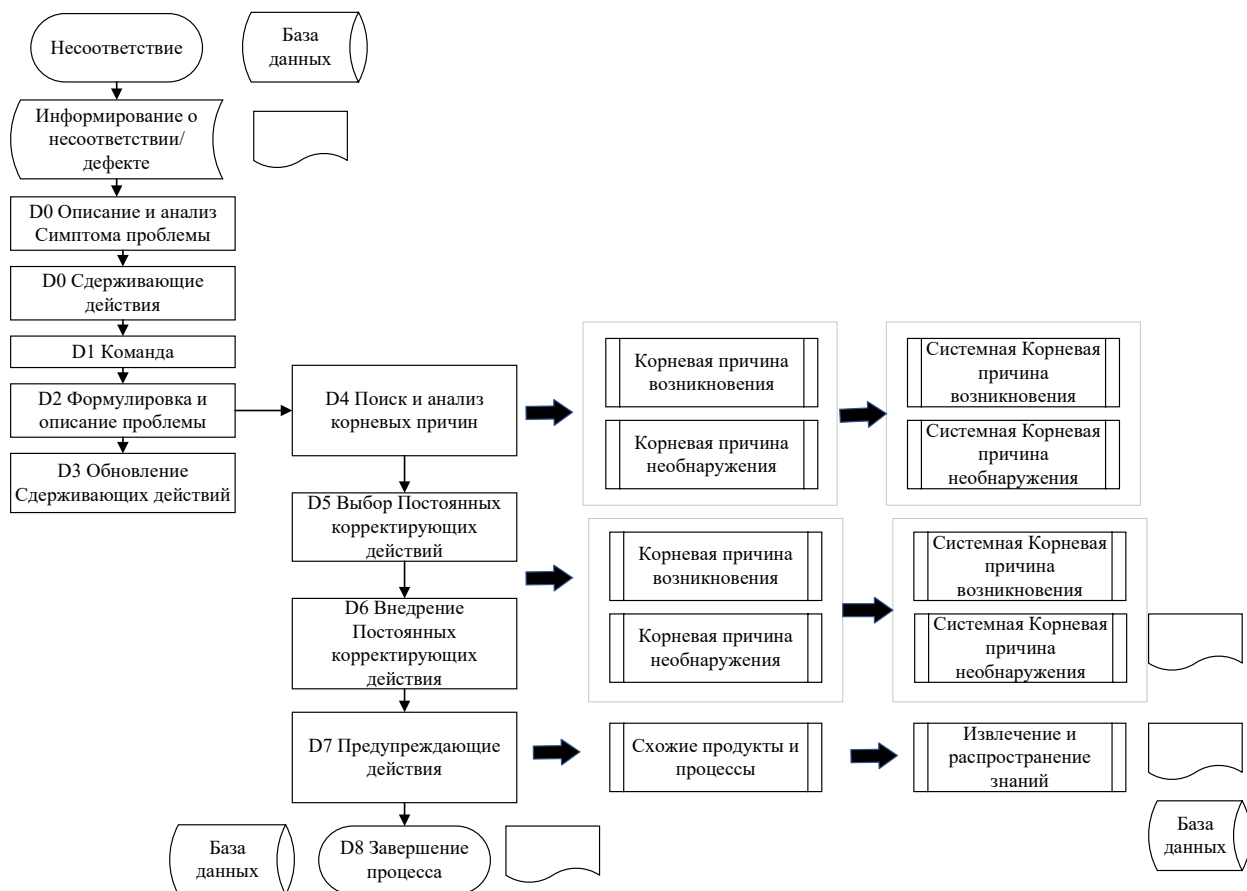 Несоответствие
База
данных
Информирование о
несоответствии/
дефекте
D0 Описание и анализ
Симптома проблемы
D0 Сдерживающие
действия
D1 Команда
D2 Формулировка и
описание проблемы
D3 Обновление
Сдерживающих действий
D4 Поиск и анализ
корневых причин
Корневая причина
возникновения
Корневая причина
необнаружения
Системная Корневая
причина
возникновения
Системная Корневая
причина
необнаружения
D5 Выбор Постоянных
корректирующих
действий
D6 Внедрение
Постоянных
корректирующих
действия
Корневая причина
возникновения
Корневая причина
необнаружения
Системная Корневая
причина
возникновения
Системная Корневая
причина
необнаружения
D7 Предупреждающие
действия
Схожие продукты и
процессы
Извлечение и
распространение
знаний
База
данных
D8 Завершение
процесса
База
данных